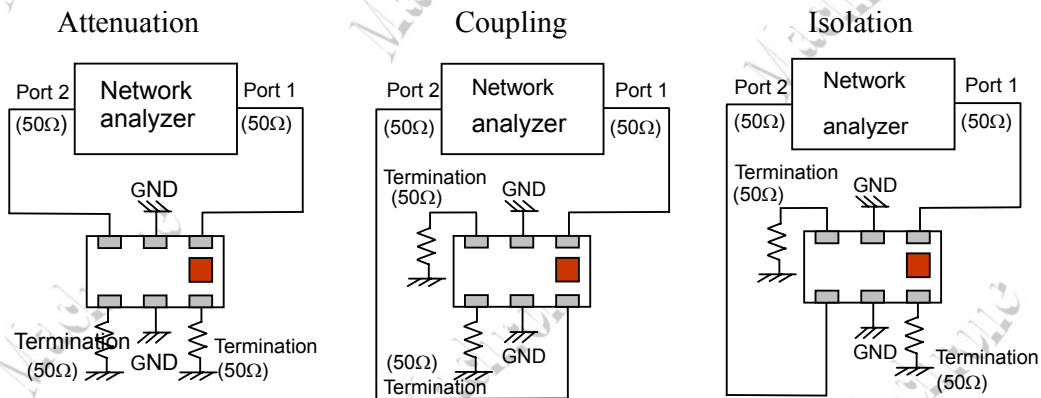 Attenuation
Port 2
(50Ω)
Network
analyzer
Port 1
(50Ω)
GND
Termination
(50Ω)
GND
Termination
(50Ω)
Coupling
Port 2
(50Ω)
Network
analyzer
Port 1
(50Ω)
Termination
(50Ω)
GND
(50Ω)
Termination
GND
Isolation
Port 2
(50Ω)
Network
analyzer
Port 1
(50Ω)
Termination
(50Ω)
GND
GND
Termination
(50Ω)